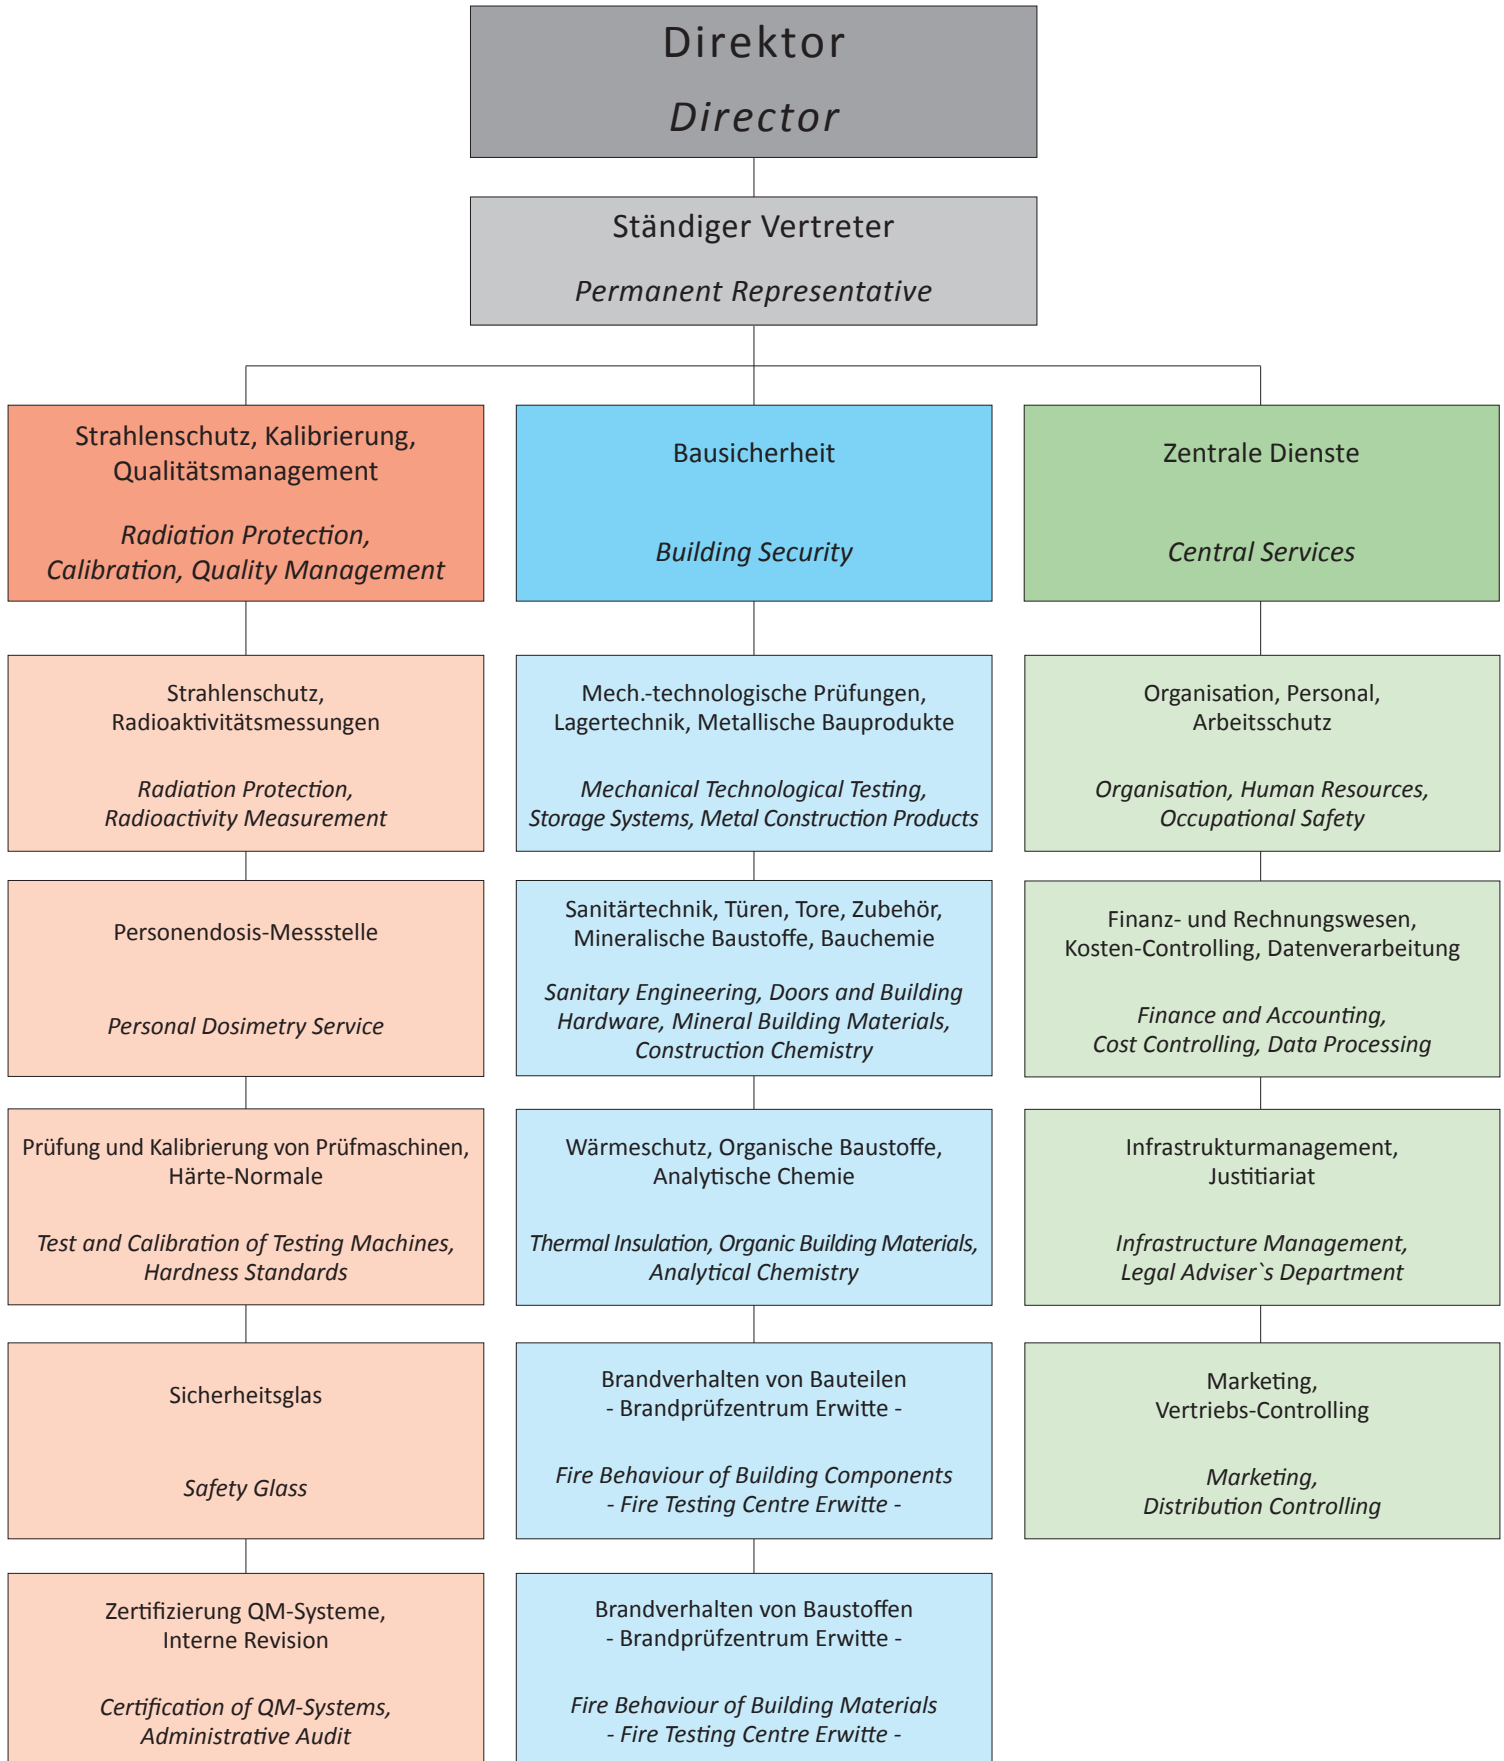 Direktor
Director
Ständiger Vertreter
Permanent Representative
Strahlenschutz, Kalibrierung,
Qualitätsmanagement
Radiation Protection,
Calibration, Quality Management
Strahlenschutz,
Radioaktivitätsmessungen
Radiation Protection,
Radioactivity Measurement
Personendosis-Messstelle
Personal Dosimetry Service
Prüfung und Kalibrierung von Prüfmaschinen,
Härte-Normale
Test and Calibration of Testing Machines,
Hardness Standards
Sicherheitsglas
Safety Glass
Zertifizierung QM-Systeme,
Interne Revision
Certification of QM-Systems,
Administrative Audit
Bausicherheit
Building Security
Mech.-technologische Prüfungen,
Lagertechnik, Metallische Bauprodukte
Mechanical Technological Testing,
Storage Systems, Metal Construction Products
Sanitärtechnik, Türen, Tore, Zubehör,
Mineralische Baustoffe, Bauchemie
Sanitary Engineering, Doors and Building
Hardware, Mineral Building Materials,
Construction Chemistry
Wärmeschutz, Organische Baustoffe,
Analytische Chemie
Thermal Insulation, Organic Building Materials,
Analytical Chemistry
Brandverhalten von Bauteilen
- Brandprüfzentrum Erwitte -
Fire Behaviour of Building Components
- Fire Testing Centre Erwitte -
Brandverhalten von Baustoffen
- Brandprüfzentrum Erwitte -
Fire Behaviour of Building Materials
- Fire Testing Centre Erwitte -
Zentrale Dienste
Central Services
Organisation, Personal,
Arbeitsschutz
Organisation, Human Resources,
Occupational Safety
Finanz- und Rechnungswesen,
Kosten-Controlling, Datenverarbeitung
Finance and Accounting,
Cost Controlling, Data Processing
Infrastrukturmanagement,
Justitiariat
Infrastructure Management,
Legal Adviser`s Department
Marketing,
Vertriebs-Controlling
Marketing,
Distribution Controlling